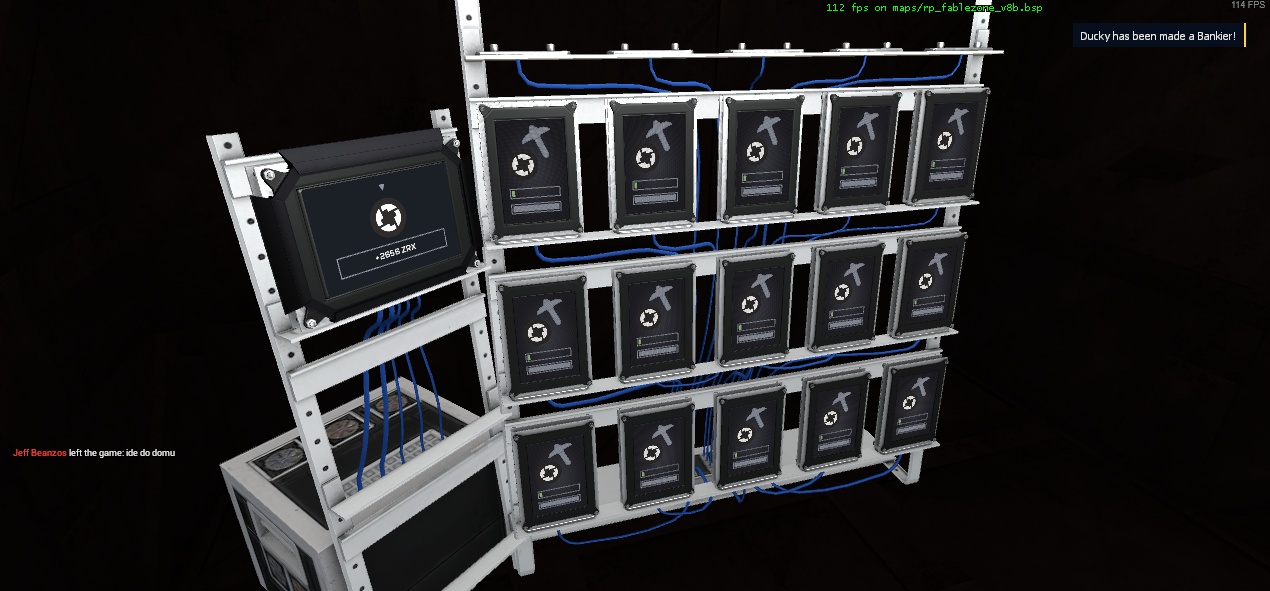 112 fps on maps/rp_fablezone_v8b.bsp
114 FPS
Ducky has been made a Bankier!
+2656 ZRX
Jeff Beanzos left the game: ide do domu